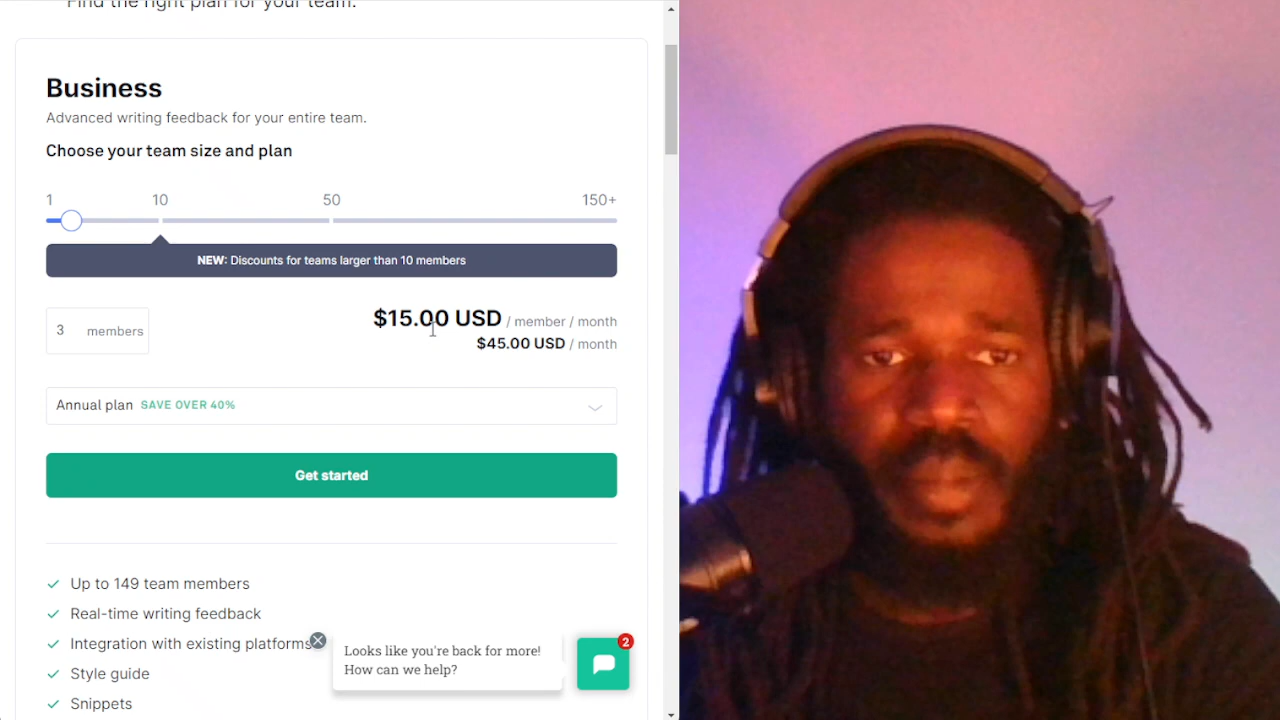 Find the right plan for your team.
Business
Advanced writing feedback for your entire team.
Choose your team size and plan
1 10 50 150+
NEW: Discounts for teams larger than 10 members
3 members
$15.00 USD / member / month
$45.00 USD / month
Annual plan SAVE OVER 40%
Get started
Up to 149 team members
Real-time writing feedback
Integration with existing platforms
Style guide
Snippets
Looks like you're back for more!
How can we help?
2